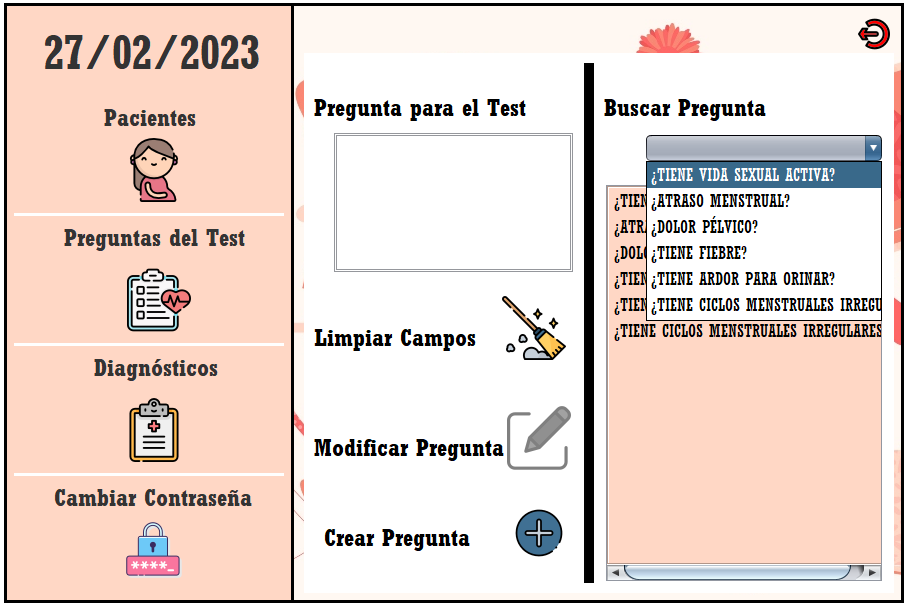 27/02/2023
Pacientes
Preguntas del Test
Diagnósticos
Cambiar Contraseña
****_
Pregunta para el Test
Limpiar Campos
Modificar Pregunta
Crear Pregunta
Buscar Pregunta
¿TIENE VIDA SEXUAL ACTIVA?
¿ATRASO MENSTRUAL?
¿DOLOR PÉLVICO?
¿TIENE FIEBRE?
¿TIENE ARDOR PARA ORINAR?
¿TIENE CICLOS MENSTRUALES IRREGU
¿TIEN
¿ATRA
¿DOLO
¿TIEN
¿TIEN
¿TIENE CICLOS MENSTRUALES IRREGULARES